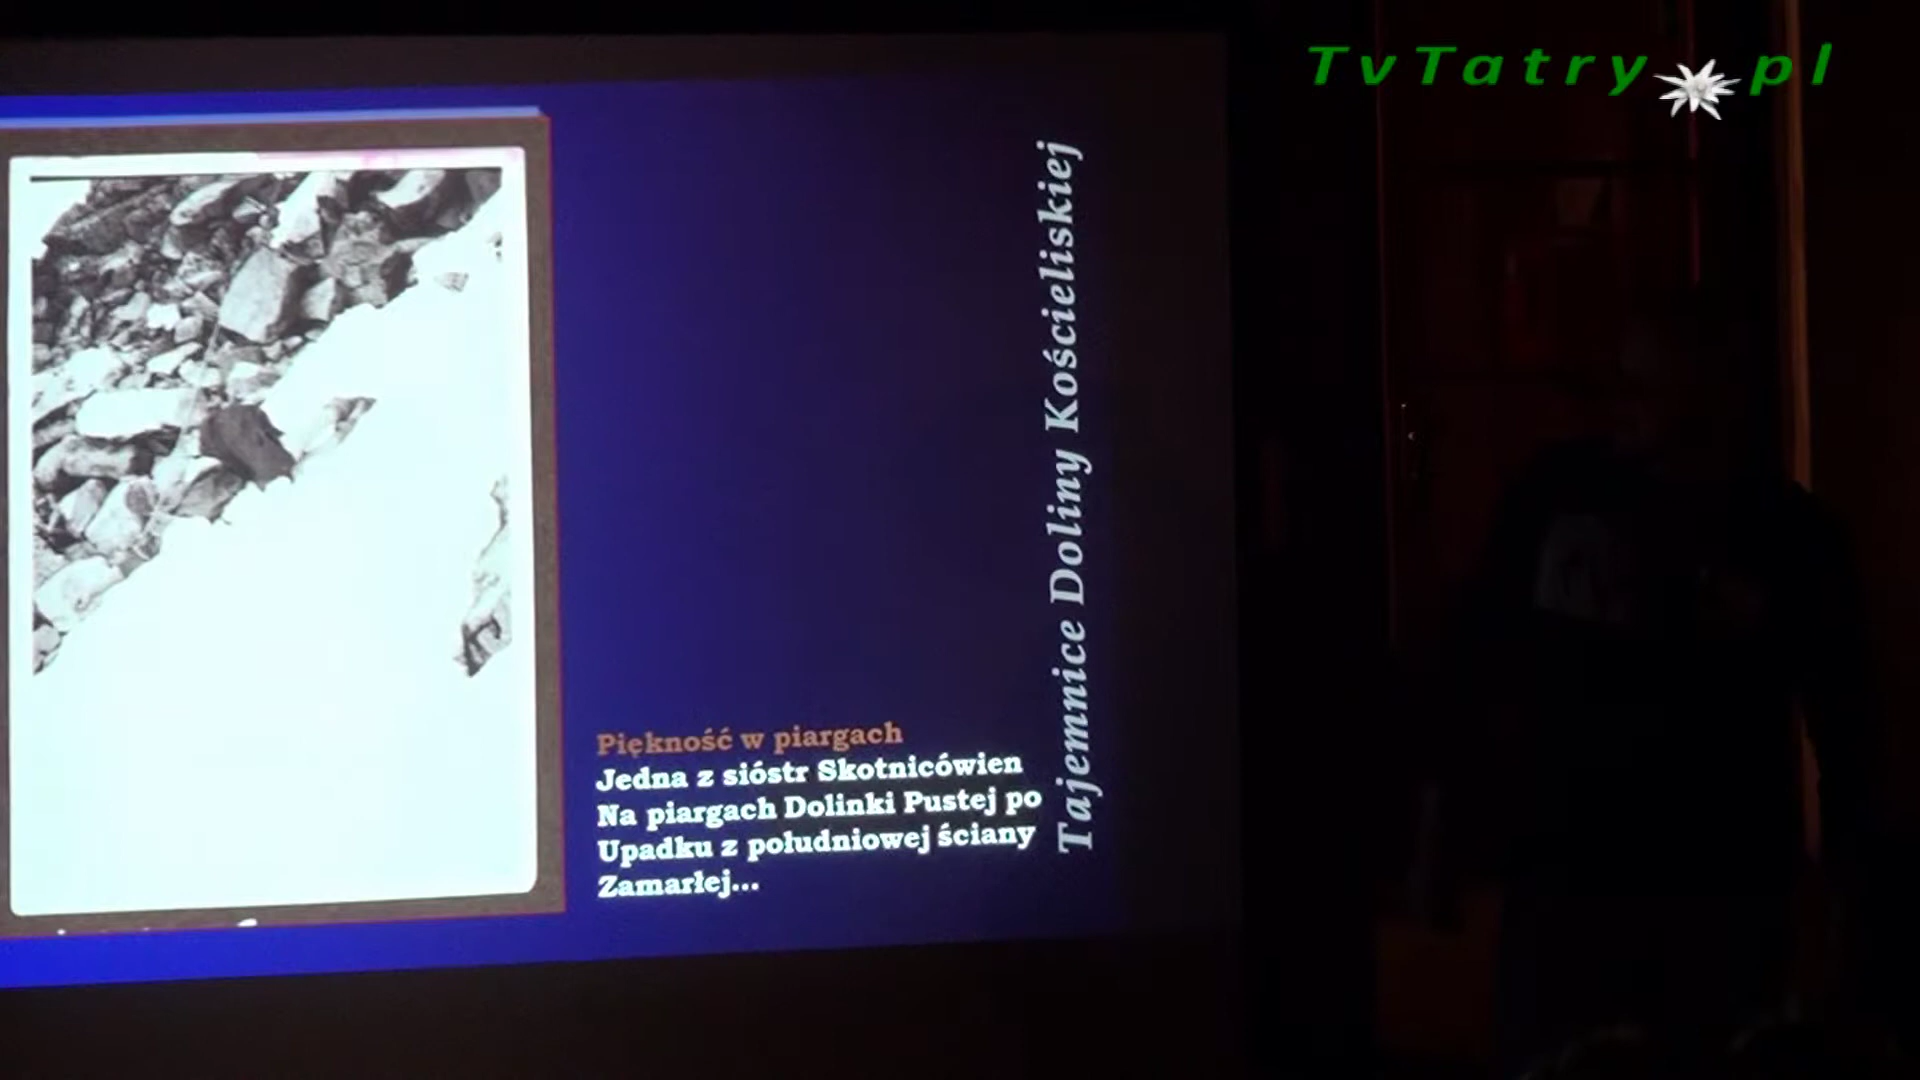 TvTatry pl
Tajemnice Doliny Kościeliskiej
Piękność w piargach
Jedna z sióstr Skotnicówien
Na piargach Dolinki Pustej po
Upadku z południowej ściany
Zamarłej...